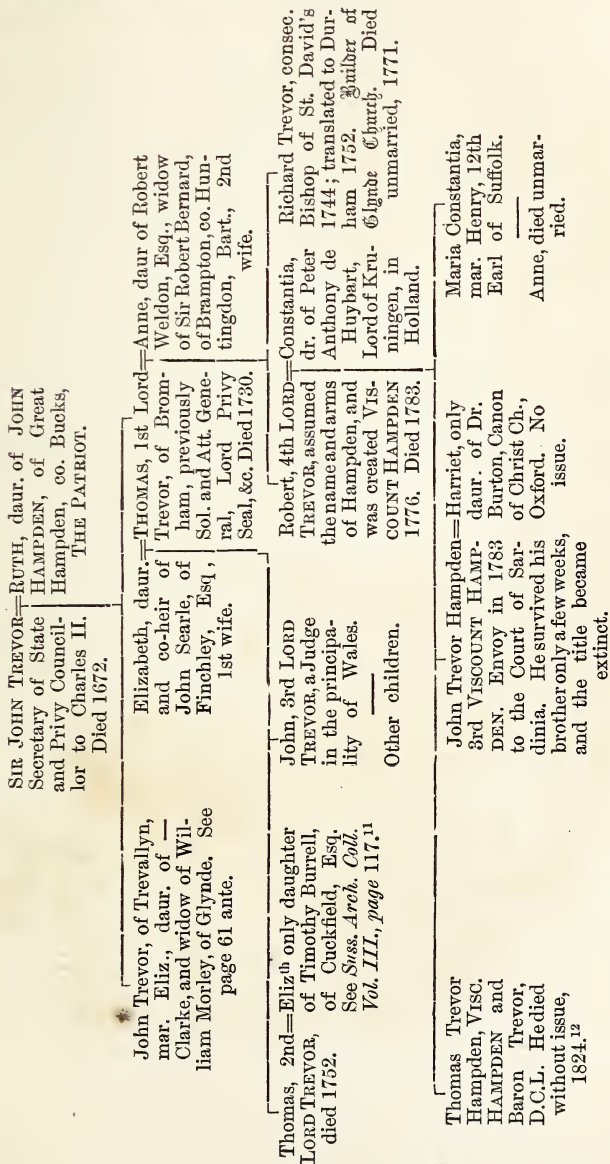 SIR JOHN TREVOR=RUTH, daur. of JOHN
Secretary of State HAMPDEN, of Great
and Privy Council- Hampden, co. Bucks,
lor to Charles II. THE PATRIOT.
Died 1672.
John Trevor, of Trevallyn,
mar. Eliz., daur. of —
Clarke, and widow of Wil-
liam Morley, of Glynde. See
page 61 ante.
Elizabeth, daur.=THOMAS, 1st Lord=Anne, daur of Robert
and co-heir of Trevor, of Brom- Weldon, Esq., widow
John Searle, of ham, previously of Sir Robert Bernard,
Finchley, Esq, Sol. and Att. Gene- of Brampton, co. Hun-
1st wife. ral, Lord Privy tingdon, Bart., 2nd
Seal, &c. Died 1730. wife.
Thomas, 2nd=Elizth only daughter
LORD TREVOR, of Timothy Burrell,
died 1752. of Cuckfield, Esq.
See Suss. Arch. Coll.
Vol. III., page 117.11
John, 3rd LORD
TREVOR, a Judge
in the principa-
lity of Wales.
—
Other children.
Robert, 4th LORD=Constantia,
TREVOR, assumed dr. of Peter
the name and arms Anthony de
of Hampden, and Huybart,
was created VIS- Lord of Kru-
COUNT HAMPDEN ningen, in
1776. Died 1783. Holland.
Richard Trevor, consec.
Bishop of St. David's
1744; translated to Dur-
ham 1752. Builder of
Glynde Church. Died
unmarried, 1771.
Thomas Trevor
Hampden, VISC.
HAMPDEN and
Baron Trevor,
D.C.L. He died
without issue,
1824.12
John Trevor Hampden=Harriet, only
3rd VISCOUNT HAMP- daur. of Dr.
DEN. Envoy in 1783 Burton, Canon
to the Court of Sar- of Christ Ch.,
dinia. He survived his Oxford. No
brother only a few weeks, issue.
and the title became
extinct.
Maria Constantia,
mar. Henry, 12th
Earl of Suffolk.
—
Anne, died unmar-
ried.